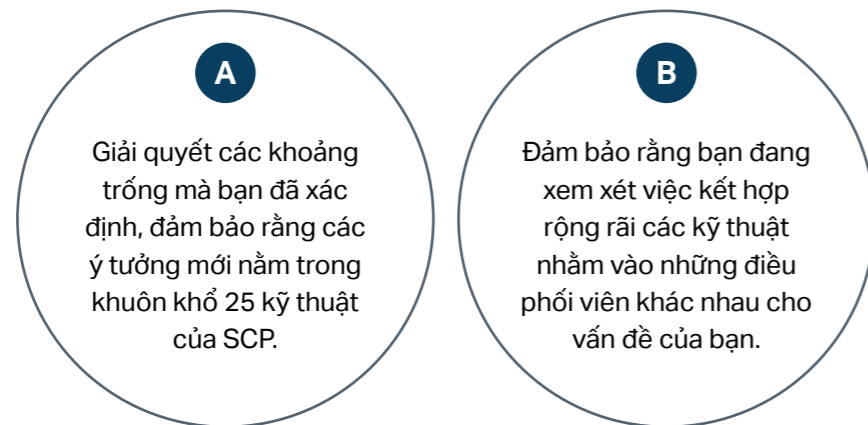 A
Giải quyết các khoảng
trống mà bạn đã xác
định, đảm bảo rằng các
ý tưởng mới nằm trong
khuôn khổ 25 kỹ thuật
của SCP.
B
Đảm bảo rằng bạn đang
xem xét việc kết hợp
rộng rãi các kỹ thuật
nhằm vào những điều
phối viên khác nhau cho
vấn đề của bạn.